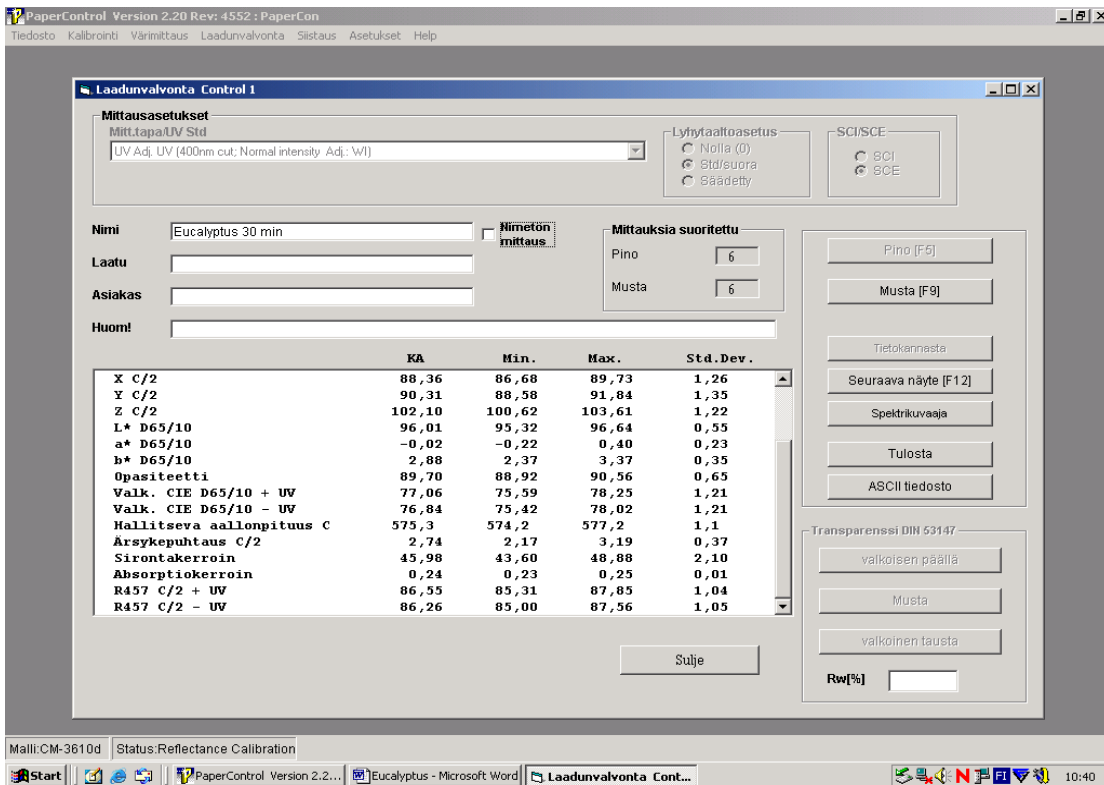 PaperControl Version 2.20 Rev: 4552 : PaperCon
Tiedosto Kalibrointi Värimittaus Laadunvalvonta Siistaus Asetukset Help
Laadunvalvonta Control 1
Mittausasetukset
Mitt.tapa/UV Std
UV Adj. UV (400nm cut; Normal intensity Adj.: WI)
Lyhytaaltoasetus
Nolla (0)
Std/suora
Säädetty
SCI/SCE
SCI
SCE
Nimi Eucalyptus 30 min
Nimetön
mittaus
Laatu
Asiakas
Huom!
Mittauksia suoritettu
Pino 6
Musta 6
Pino [F5]
Musta [F9]
Tietokannasta
Seuraava näyte [F12]
Spektrikuvaaja
Tulosta
ASCII tiedosto
KA Min. Max. Std.Dev.
X C/2 88,36 86,68 89,73 1,26
Y C/2 90,31 88,58 91,84 1,35
Z C/2 102,10 100,62 103,61 1,22
L* D65/10 96,01 95,32 96,64 0,55
a* D65/10 -0,02 -0,22 0,40 0,23
b* D65/10 2,88 2,37 3,37 0,35
Opasiteetti 89,70 88,92 90,56 0,65
Valk. CIE D65/10 + UV 77,06 75,59 78,25 1,21
Valk. CIE D65/10 - UV 76,84 75,42 78,02 1,21
Hallitseva aallonpituus C 575,3 574,2 577,2 1,1
Ärsykepuhtaus C/2 2,74 2,17 3,19 0,37
Sirontakerroin 45,98 43,60 48,88 2,10
Absorptiokerroin 0,24 0,23 0,25 0,01
R457 C/2 + UV 86,55 85,31 87,85 1,04
R457 C/2 - UV 86,26 85,00 87,56 1,05
Transparenssi DIN 53147
valkoisen päällä
Musta
valkoinen tausta
Rw[%]
Sulje
Malli:CM-3610d Status:Reflectance Calibration
Start PaperControl Version 2.2... Eucalyptus - Microsoft Word Laadunvalvonta Cont... N FI 10:40